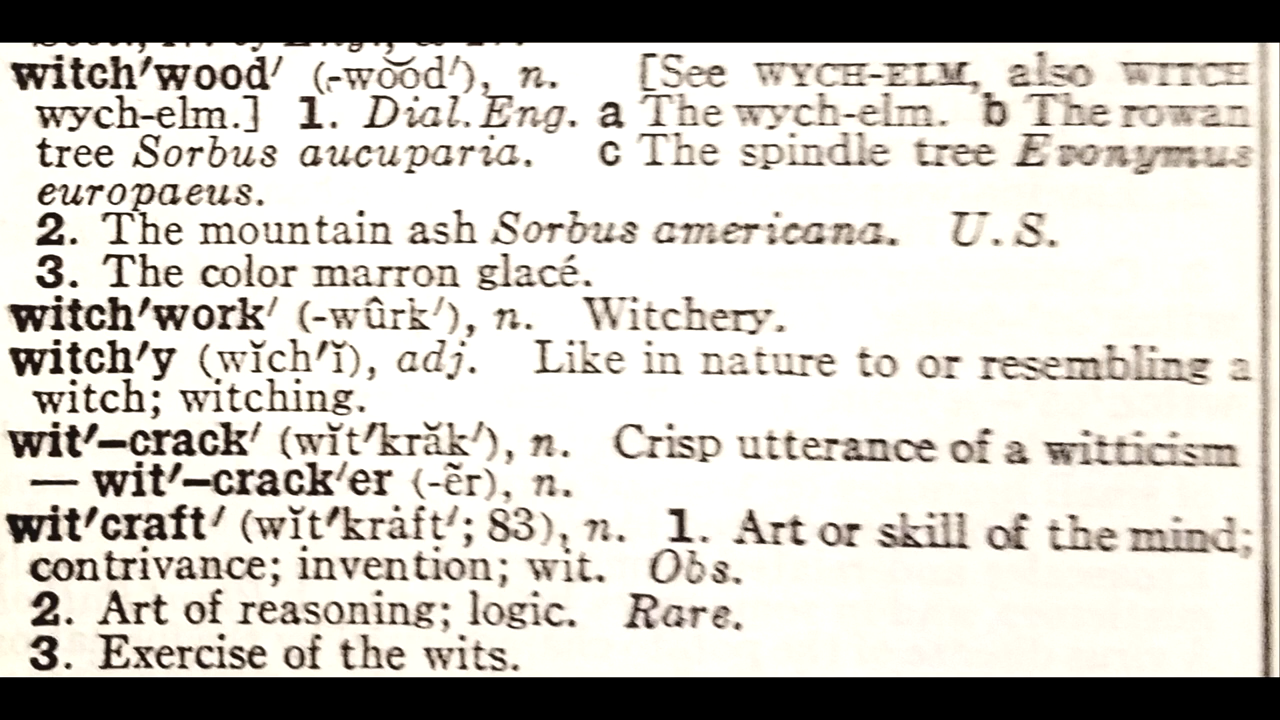 witch′wood′ (-wo͝od′), n. [See WYCH-ELM, also WITCH
wych-elm.] 1. Dial. Eng. a The wych-elm. b The rowan
tree Sorbus aucuparia. c The spindle tree Evonymus
europaeus.
2. The mountain ash Sorbus americana. U. S.
3. The color marron glacé.
witch′work′ (-wûrk′), n. Witchery.
witch′y (wĭch′ĭ), adj. Like in nature to or resembling a
witch; witching.
wit′–crack′ (wĭt′krăk′), n. Crisp utterance of a witticism
— wit′–crack′er (-ẽr), n.
wit′craft′ (wĭt′kråft′; 83), n. 1. Art or skill of the mind;
contrivance; invention; wit. Obs.
2. Art of reasoning; logic. Rare.
3. Exercise of the wits.